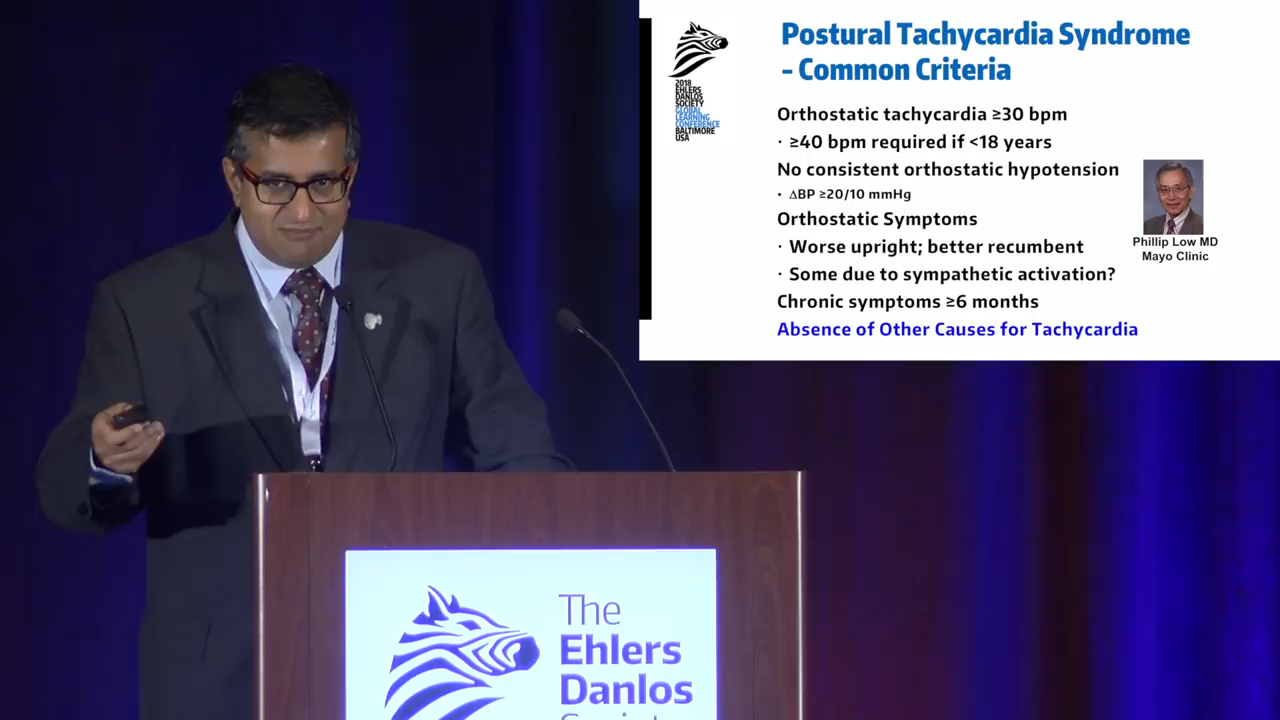 Postural Tachycardia Syndrome
- Common Criteria
2018
EHLERS
DANLOS
SOCIETY
GLOBAL
LEARNING
CONFERENCE
BALTIMORE
USA
Orthostatic tachycardia ≥30 bpm
· ≥40 bpm required if <18 years
No consistent orthostatic hypotension
· ΔBP ≥20/10 mmHg
Orthostatic Symptoms
· Worse upright; better recumbent
· Some due to sympathetic activation?
Chronic symptoms ≥6 months
Absence of Other Causes for Tachycardia
Phillip Low MD
Mayo Clinic
The
Ehlers
Danlos